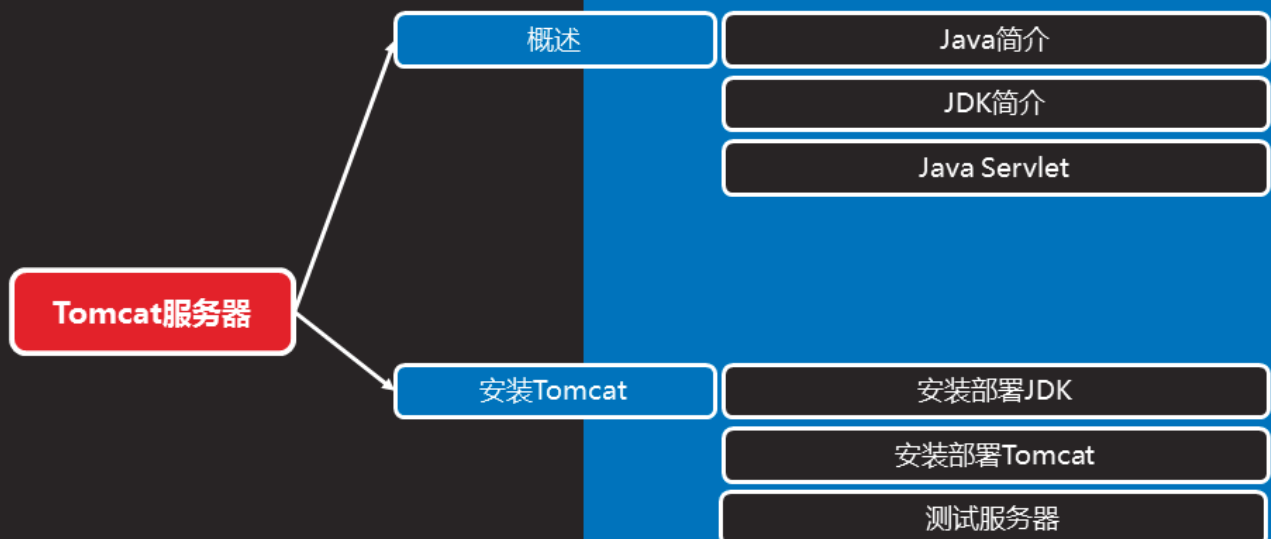 概述
Java简介
JDK简介
Java Servlet
Tomcat服务器
安装Tomcat
安装部署JDK
安装部署Tomcat
测试服务器